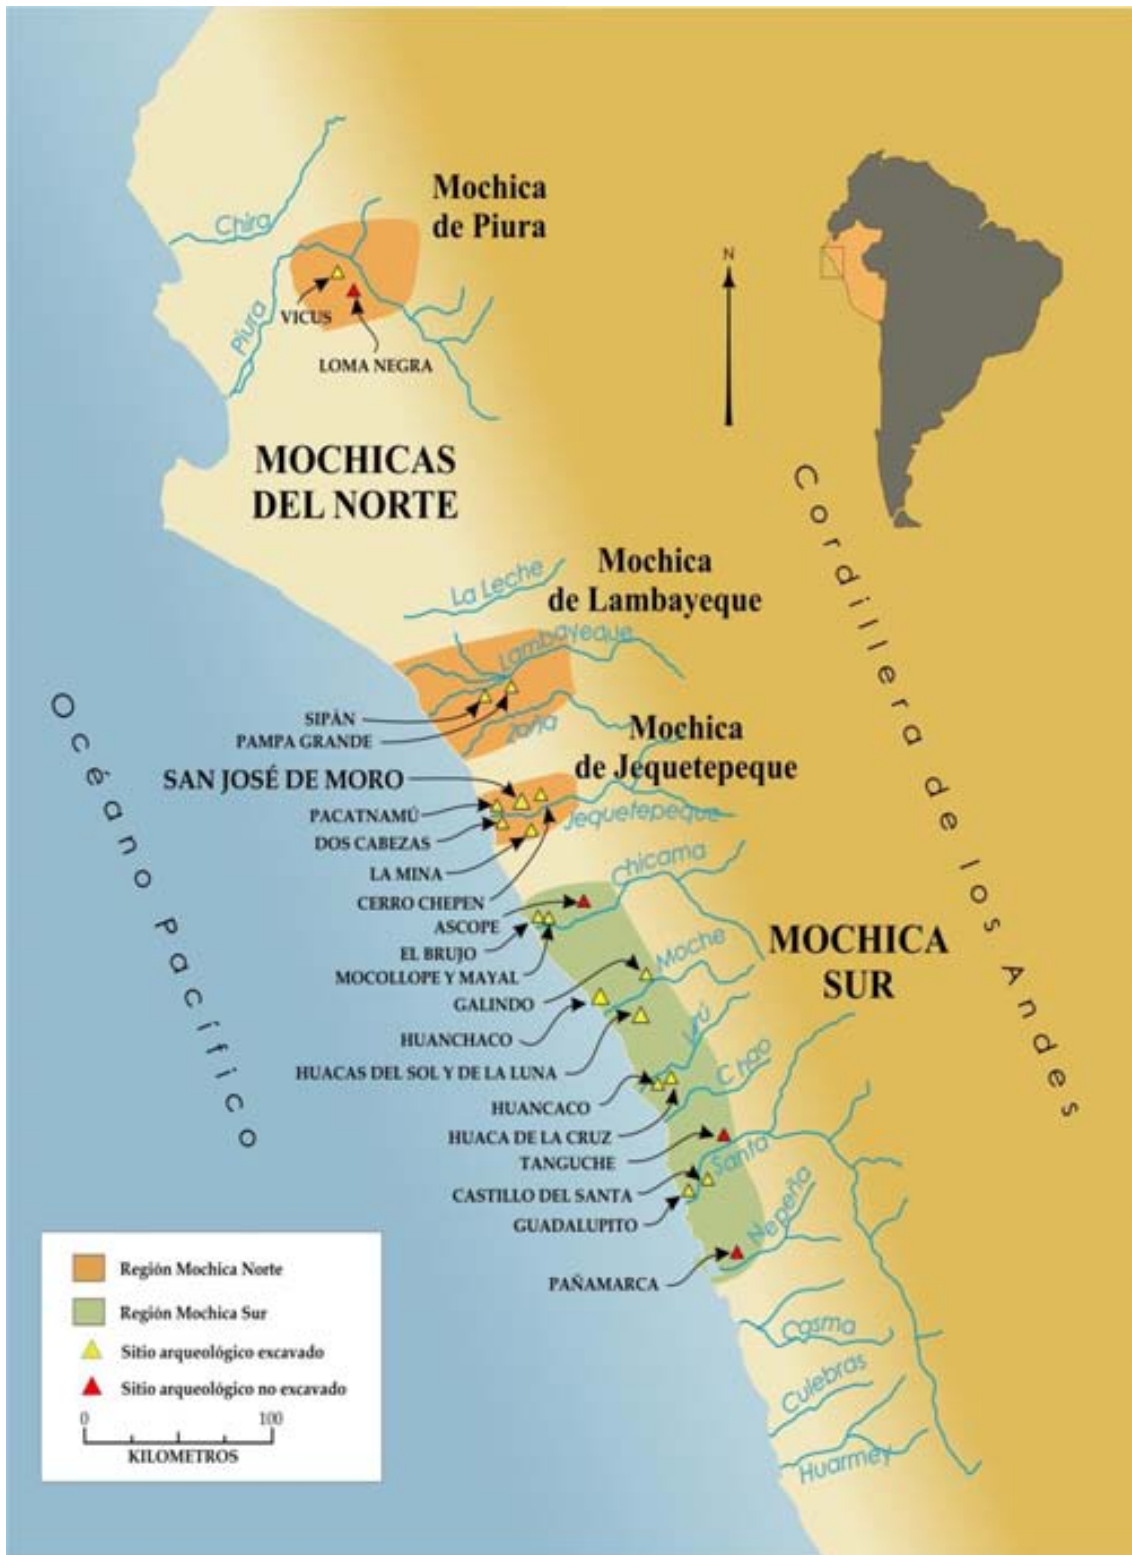 Mochica
de Piura
N
Chira
Piura
VICUS
LOMA NEGRA
MOCHICAS
DEL NORTE
Cordillera de los Andes
Océano Pacífico
Mochica
de Lambayeque
La Leche
Lambayeque
SIPÁN
PAMPA GRANDE
Zaña
Mochica
de Jequetepeque
SAN JOSÉ DE MORO
PACATNAMÚ
Jequetepeque
DOS CABEZAS
LA MINA
Chicama
CERRO CHEPEN
ASCOPE
EL BRUJO
MOCOLLOPE Y MAYAL
Moche
MOCHICA
SUR
GALINDO
HUANCHACO
Virú
HUACAS DEL SOL Y DE LA LUNA
Chao
HUANCACO
HUACA DE LA CRUZ
TANGUCHE
Santa
CASTILLO DEL SANTA
GUADALUPITO
Nepeña
PAÑAMARCA
Casma
Culebras
Huarmey
Región Mochica Norte
Región Mochica Sur
Sitio arqueológico excavado
Sitio arqueológico no excavado
0 100
KILOMETROS